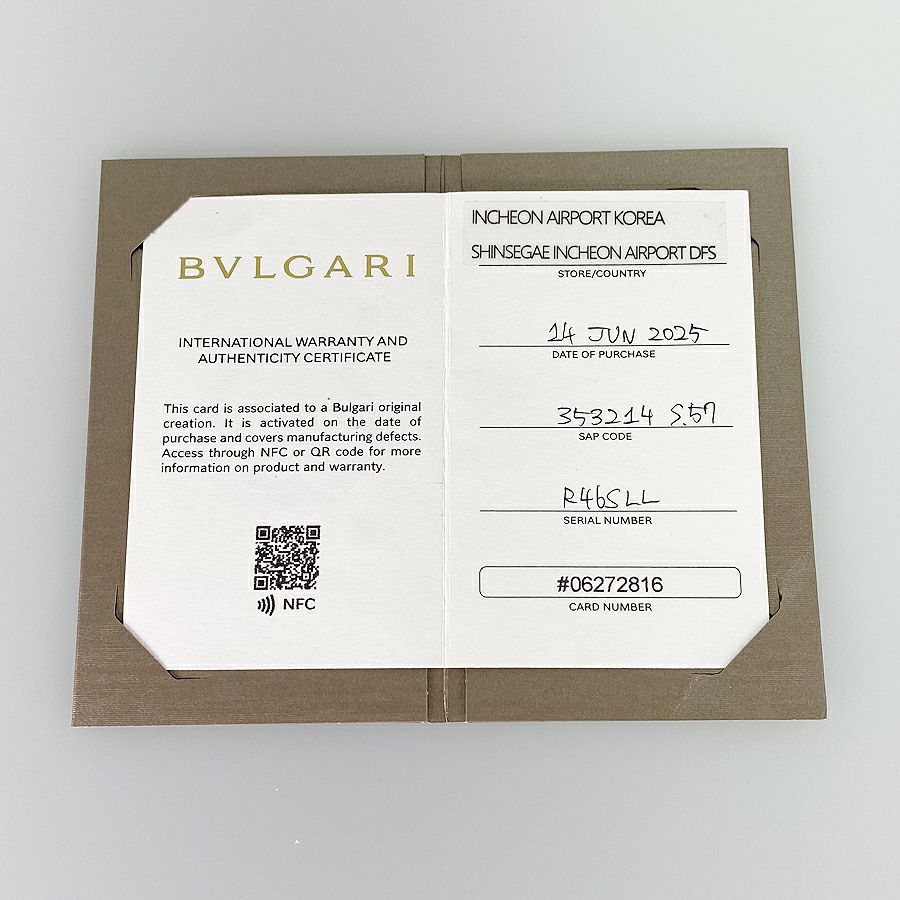 BVLGARI
INTERNATIONAL WARRANTY AND
AUTHENTICITY CERTIFICATE
This card is associated to a Bulgari original
creation. It is activated on the date of
purchase and covers manufacturing defects.
Access through NFC or QR code for more
information on product and warranty.
NFC
INCHEON AIRPORT KOREA
SHINSEGAE INCHEON AIRPORT DFS
STORE/COUNTRY
14 JUN 2025
DATE OF PURCHASE
353214 S.57
SAP CODE
R46SLL
SERIAL NUMBER
#06272816
CARD NUMBER